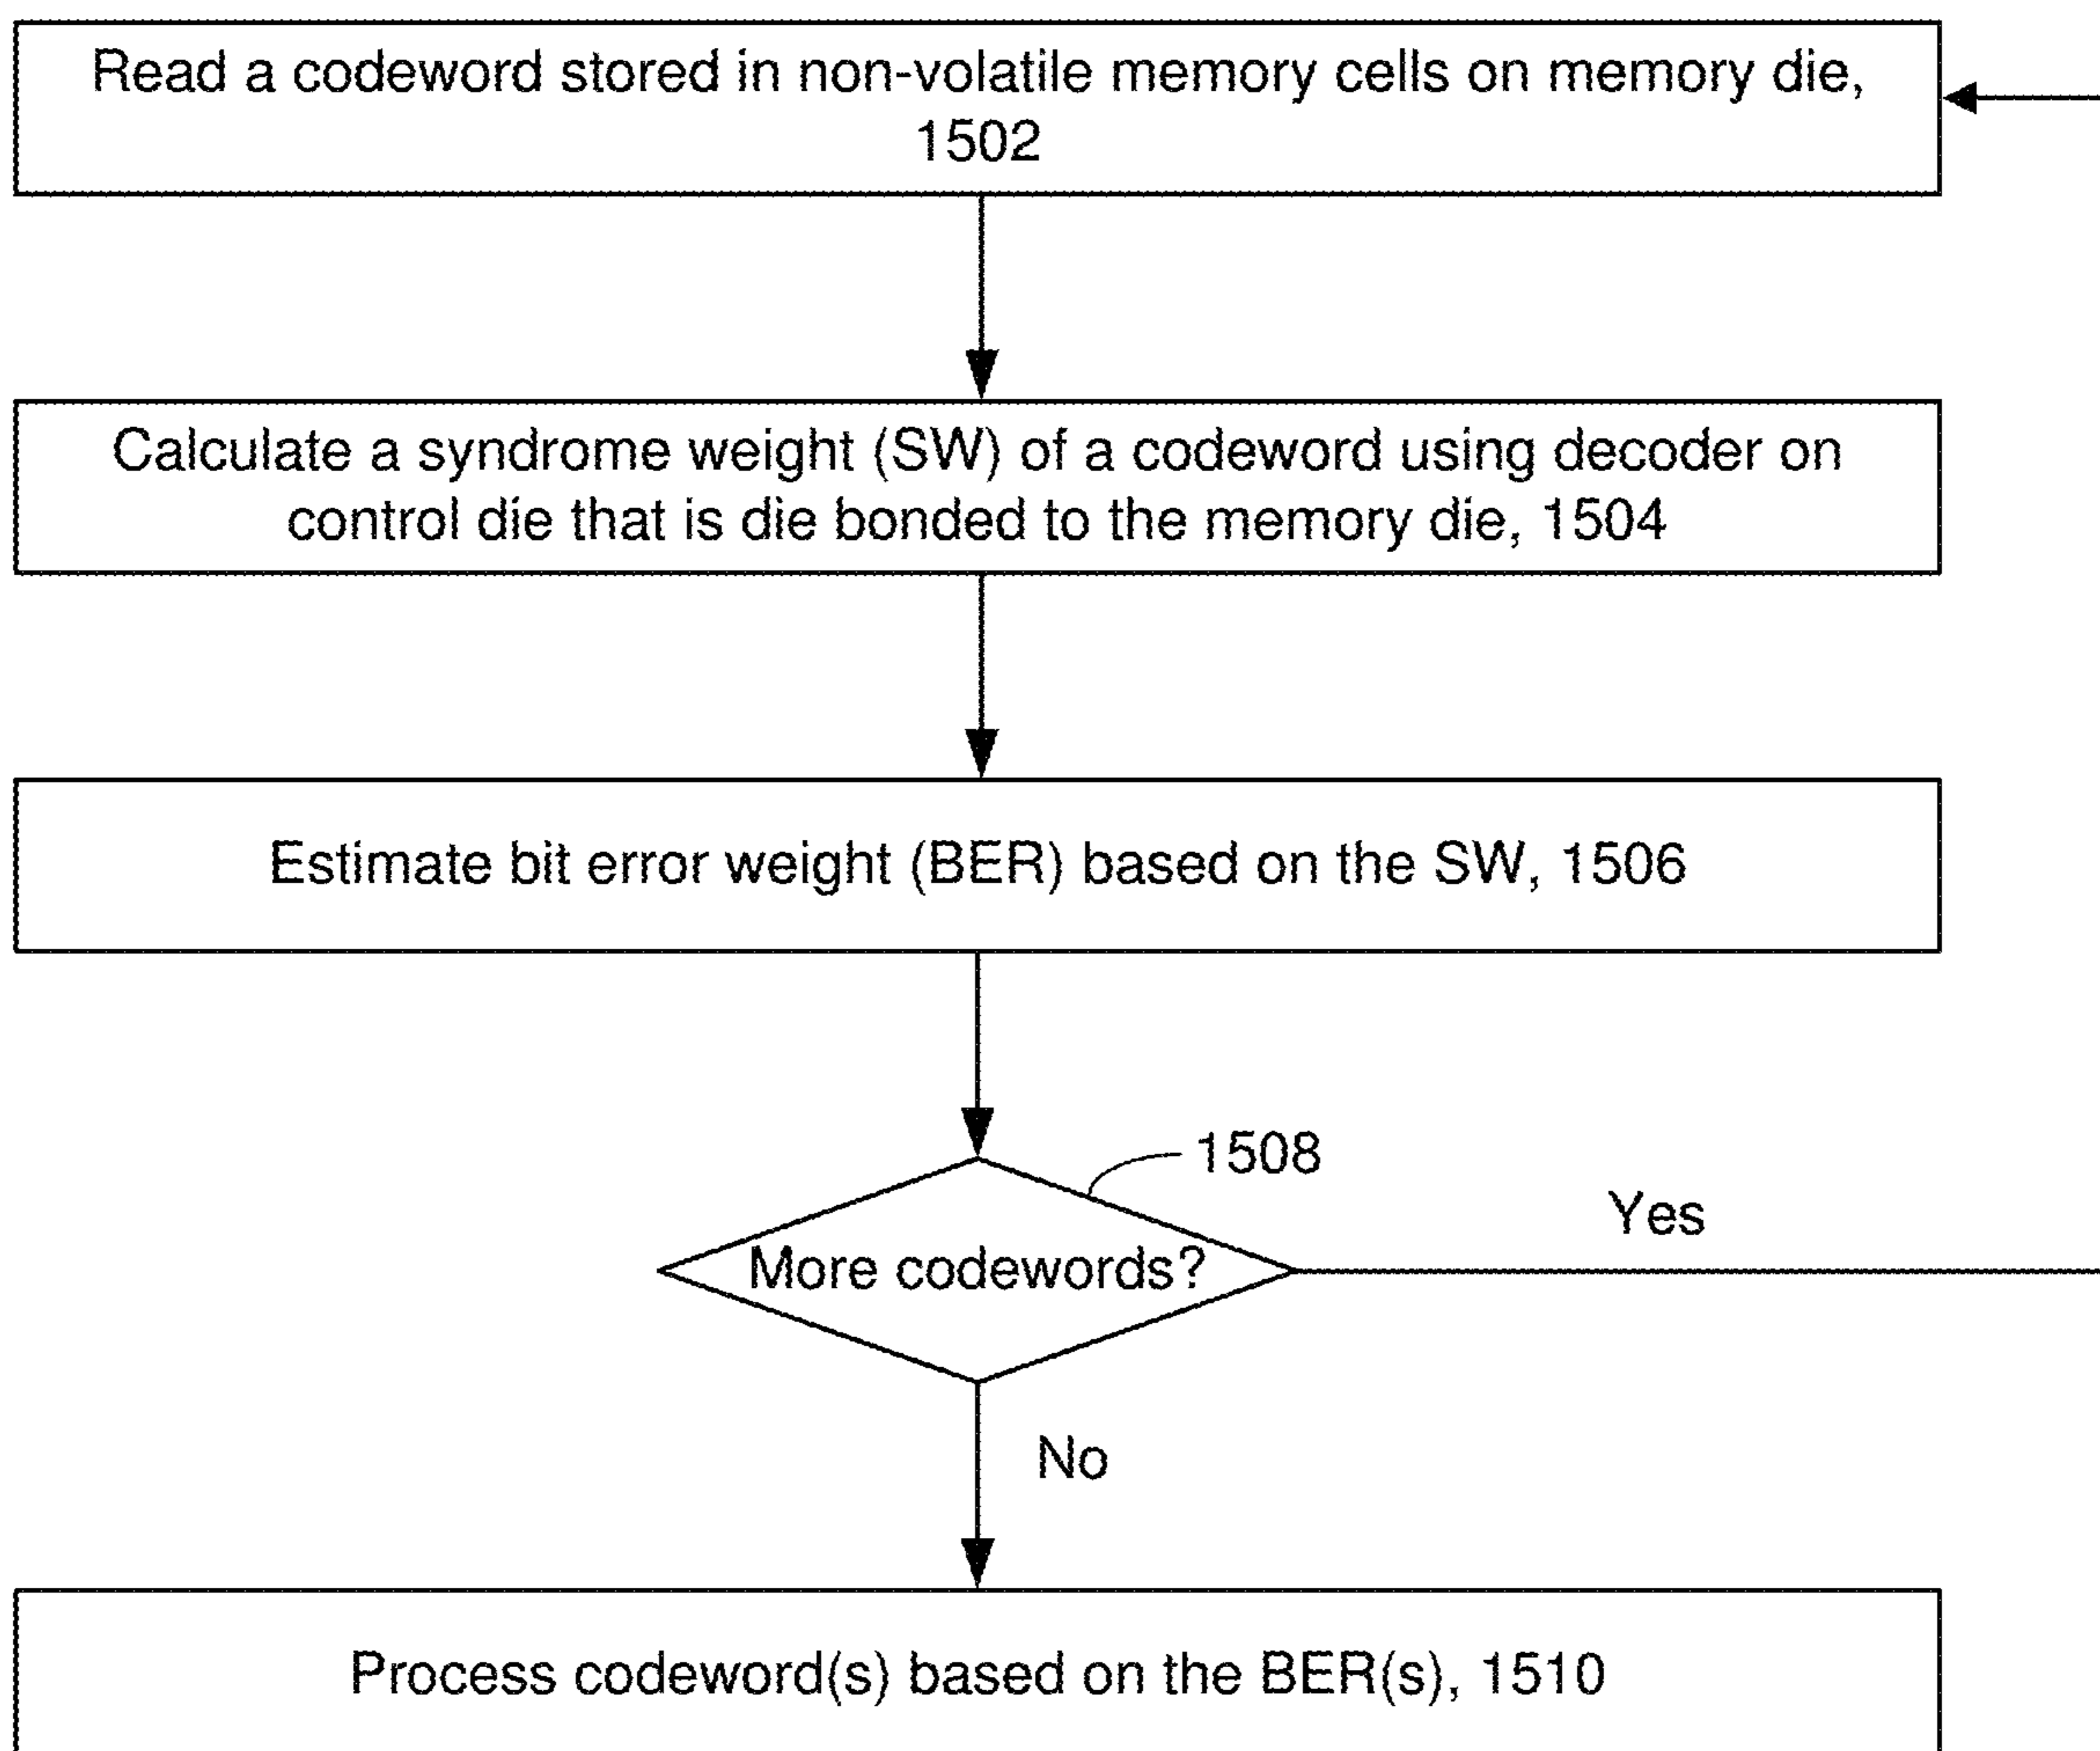 Read a codeword stored in non-volatile memory cells on memory die,
1502
Calculate a syndrome weight (SW) of a codeword using decoder on
control die that is die bonded to the memory die, 1504
Estimate bit error weight (BER) based on the SW, 1506
1508
Yes
More codewords?
No
Process codeword(s) based on the BER(s), 1510